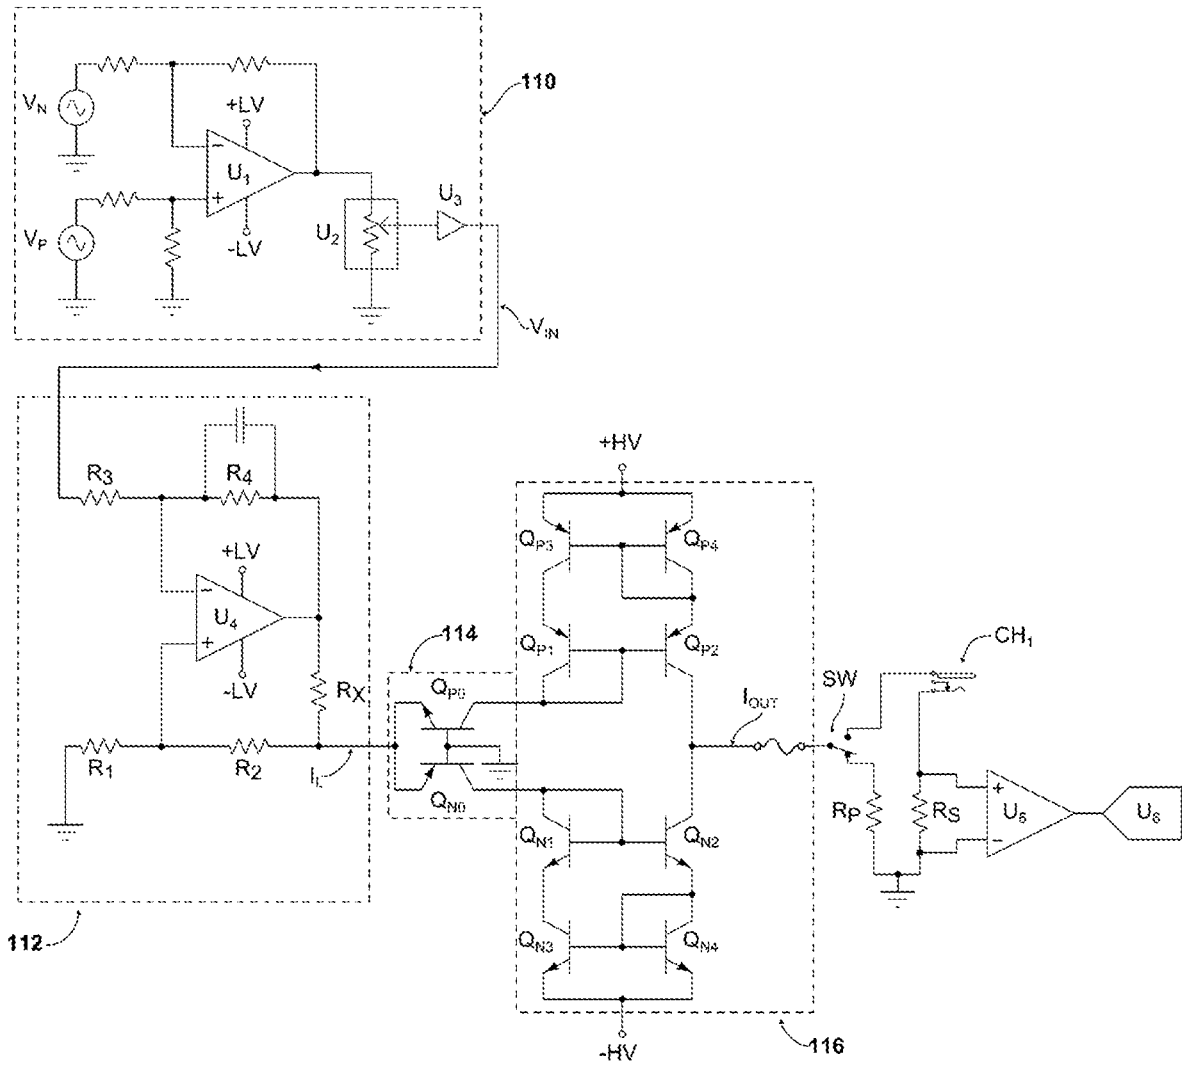 110
V_N
+LV
U_1
-LV
V_P
U_2
U_3
V_IN
R_3
R_4
+LV
U_4
-LV
R_X
R_1
R_2
I_L
112
114
Q_P0
Q_N0
+HV
Q_P3
Q_P4
Q_P1
Q_P2
I_OUT
Q_N1
Q_N2
Q_N3
Q_N4
-HV
116
SW
CH_1
R_P
R_S
+
-